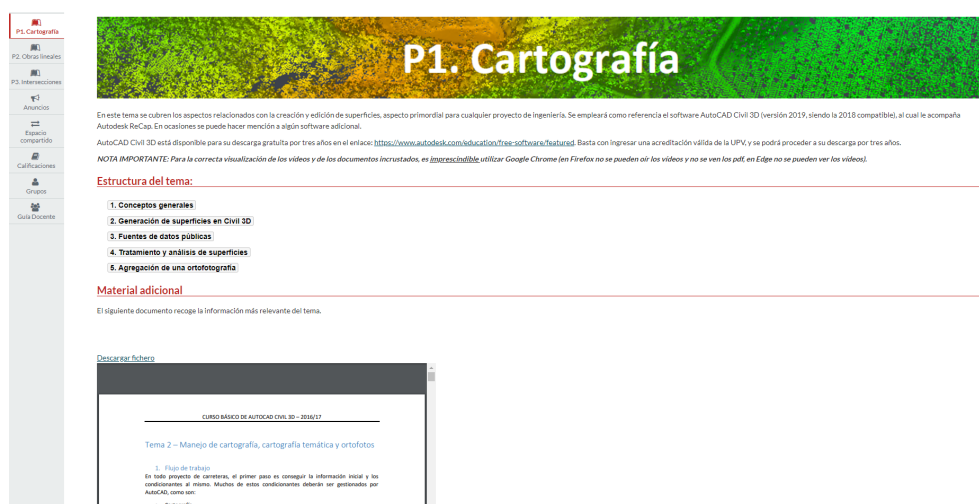 P1. Cartografía
P2. Obras lineales
P3. Intersecciones
Anuncios
Espacio
compartido
Calificaciones
Grupos
Guía Docente
P1. Cartografía
En este tema se cubren los aspectos relacionados con la creación y edición de superficies, aspecto primordial para cualquier proyecto de ingeniería. Se empleará como referencia el software AutoCAD Civil 3D (versión 2019, siendo la 2018 compatible), al cual le acompaña
Autodesk ReCap. En ocasiones se puede hacer mención a algún software adicional.
AutoCAD Civil 3D está disponible para su descarga gratuita por tres años en el enlace: https://www.autodesk.com/education/free-software/featured. Basta con ingresar una acreditación válida de la UPV, y se podrá proceder a su descarga por tres años.
NOTA IMPORTANTE: Para la correcta visualización de los vídeos y de los documentos incrustados, es imprescindible utilizar Google Chrome (en Firefox no se pueden oír los vídeos y no se ven los pdf, en Edge no se pueden ver los vídeos).
Estructura del tema:
1. Conceptos generales
2. Generación de superficies en Civil 3D
3. Fuentes de datos públicas
4. Tratamiento y análisis de superficies
5. Agregación de una ortofotografía
Material adicional
El siguiente documento recoge la información más relevante del tema.
Descargar fichero
CURSO BÁSICO DE AUTOCAD CIVIL 3D – 2016/17
Tema 2 – Manejo de cartografía, cartografía temática y ortofotos
1. Flujo de trabajo
En todo proyecto de carreteras, el primer paso es conseguir la información inicial y los
condicionantes al mismo. Muchos de estos condicionantes deberán ser gestionados por
AutoCAD, como son: